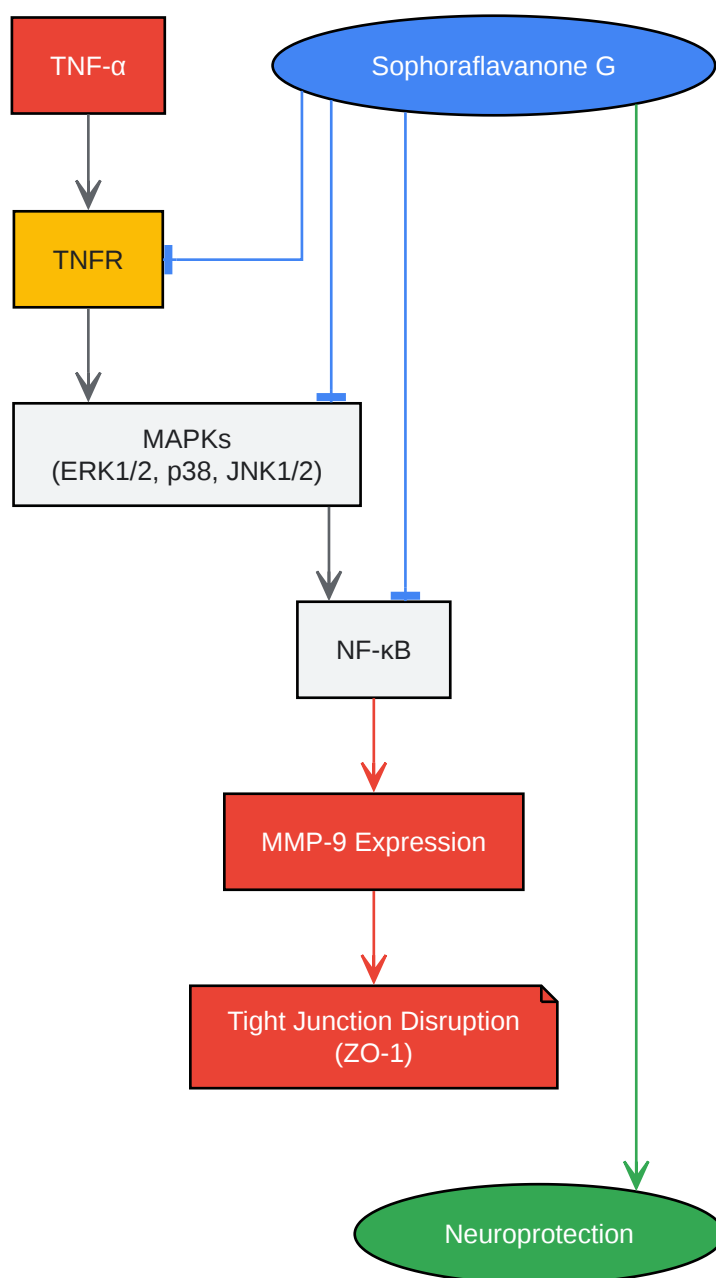 TNF-α
Sophoraflavanone G
TNFR
MAPKs
(ERK1/2, p38, JNK1/2)
NF-κB
MMP-9 Expression
Tight Junction Disruption
(ZO-1)
Neuroprotection